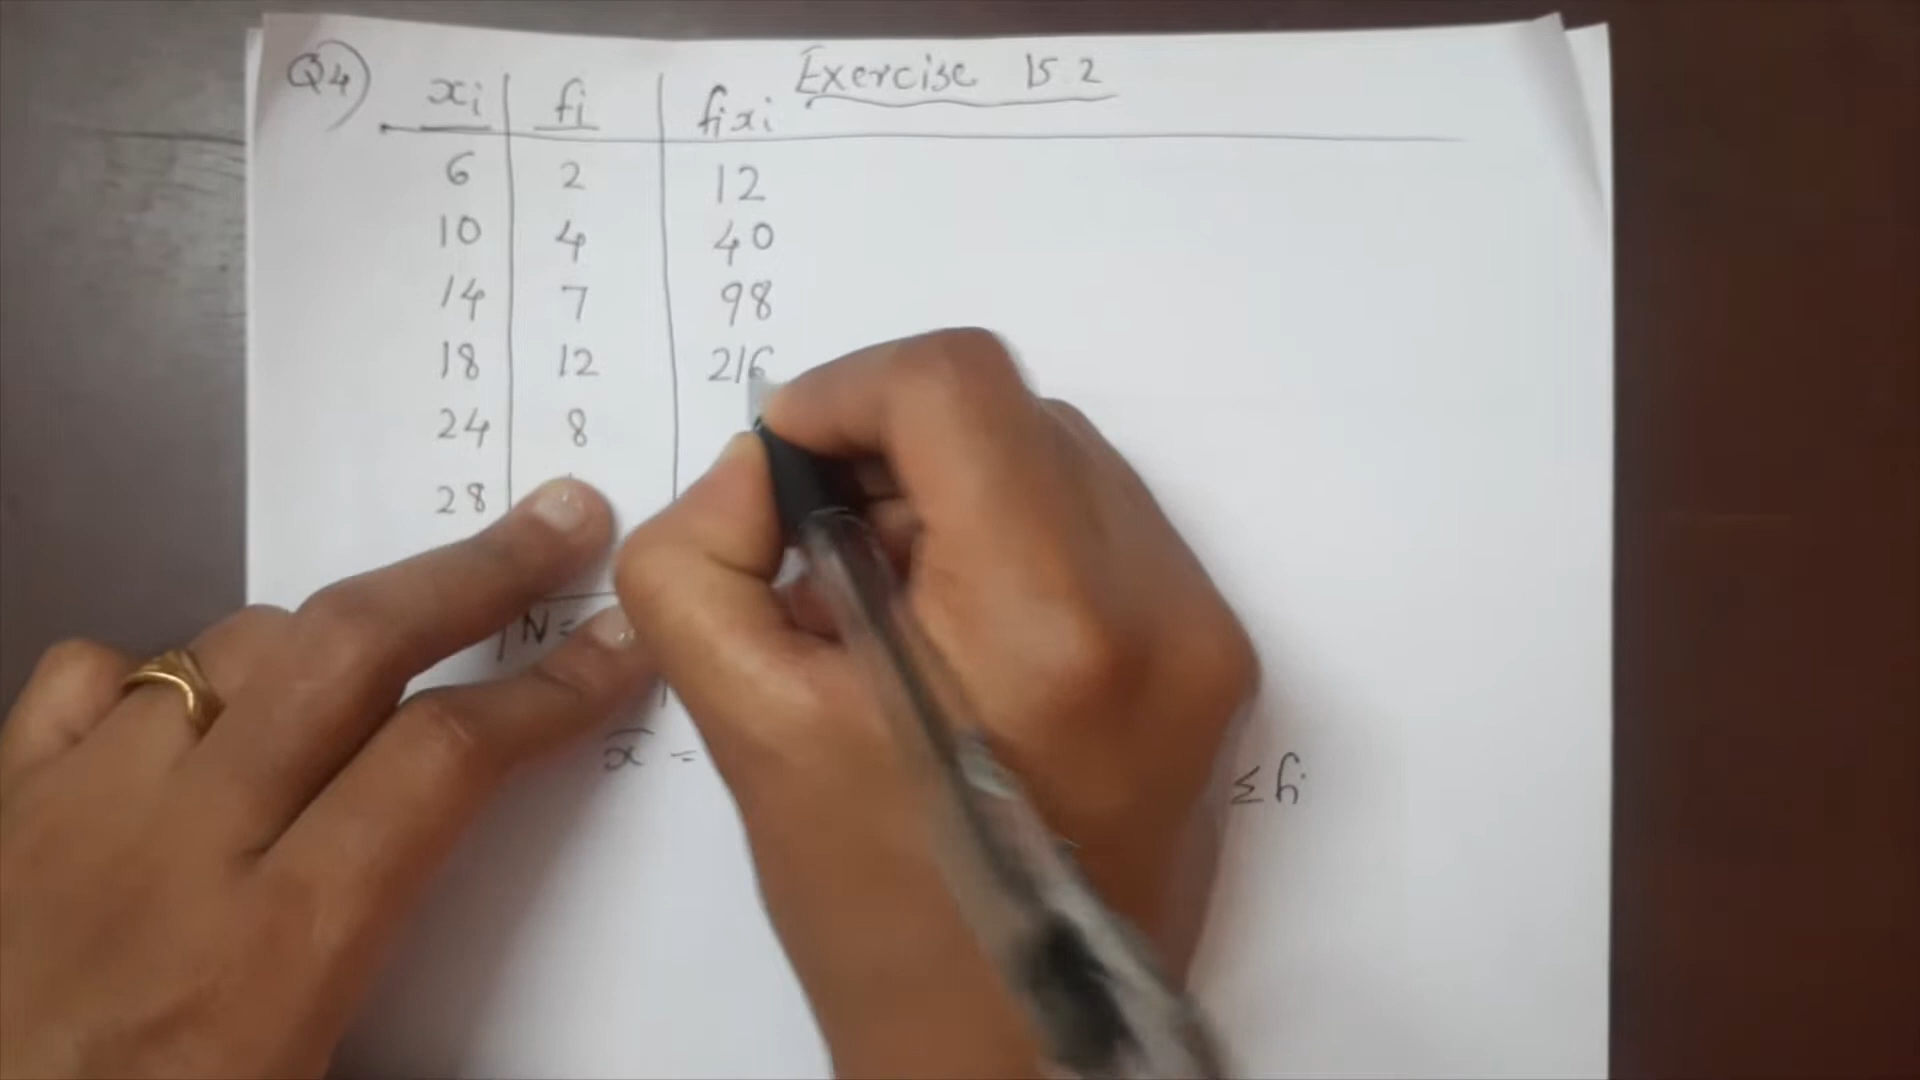 Q4) xi fi fixi Exercise 15.2
6 2 12
10 4 40
14 7 98
18 12 216
24 8
28
N=
x̄ =
Σfi